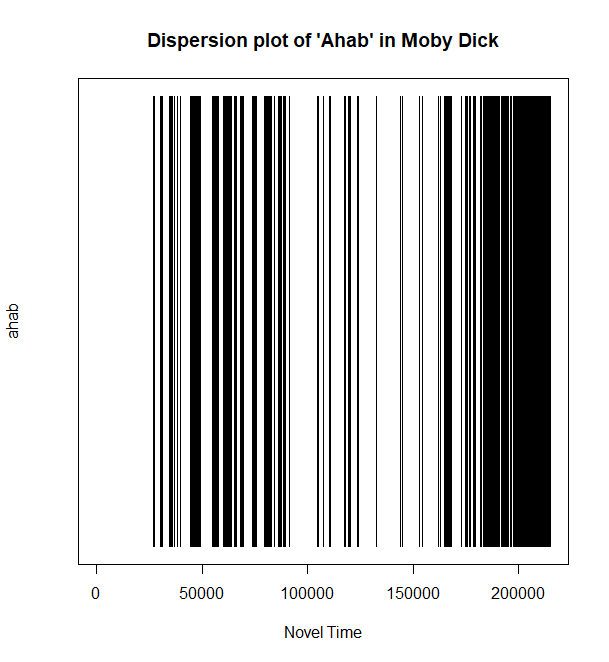 Dispersion plot of 'Ahab' in Moby Dick
ahab
0 50000 100000 150000 200000
Novel Time